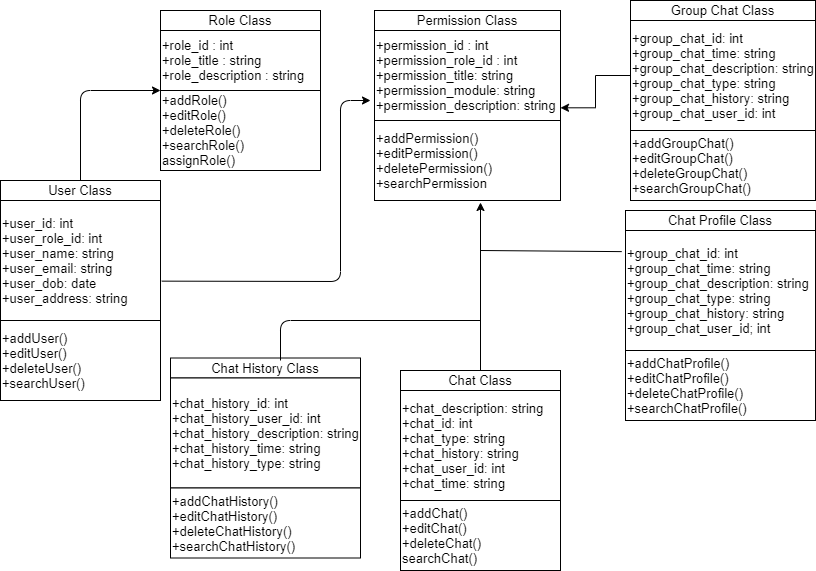 Role Class
+role_id : int
+role_title : string
+role_description : string
+addRole()
+editRole()
+deleteRole()
+searchRole()
assignRole()
Permission Class
+permission_id : int
+permission_role_id : int
+permission_title: string
+permission_module: string
+permission_description: string
+addPermission()
+editPermission()
+deletePermission()
+searchPermission
Group Chat Class
+group_chat_id: int
+group_chat_time: string
+group_chat_description: string
+group_chat_type: string
+group_chat_history: string
+group_chat_user_id: int
+addGroupChat()
+editGroupChat()
+deleteGroupChat()
+searchGroupChat()
User Class
+user_id: int
+user_role_id: int
+user_name: string
+user_email: string
+user_dob: date
+user_address: string
+addUser()
+editUser()
+deleteUser()
+searchUser()
Chat Profile Class
+group_chat_id: int
+group_chat_time: string
+group_chat_description: string
+group_chat_type: string
+group_chat_history: string
+group_chat_user_id; int
+addChatProfile()
+editChatProfile()
+deleteChatProfile()
+searchChatProfile()
Chat History Class
+chat_history_id: int
+chat_history_user_id: int
+chat_history_description: string
+chat_history_time: string
+chat_history_type: string
+addChatHistory()
+editChatHistory()
+deleteChatHistory()
+searchChatHistory()
Chat Class
+chat_description: string
+chat_id: int
+chat_type: string
+chat_history: string
+chat_user_id: int
+chat_time: string
+addChat()
+editChat()
+deleteChat()
searchChat()